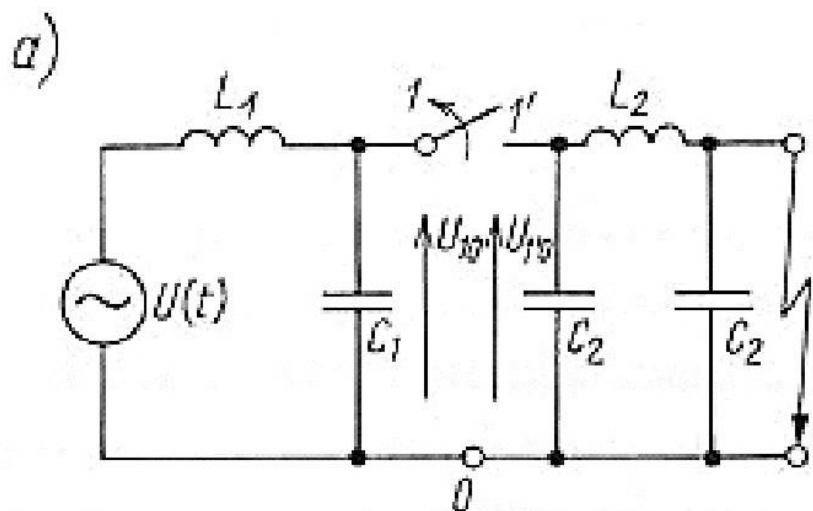 a)
L₁
1
1'
L₂
U₁₀
U₁'₀
U(t)
C₁
C₂
C₂
0